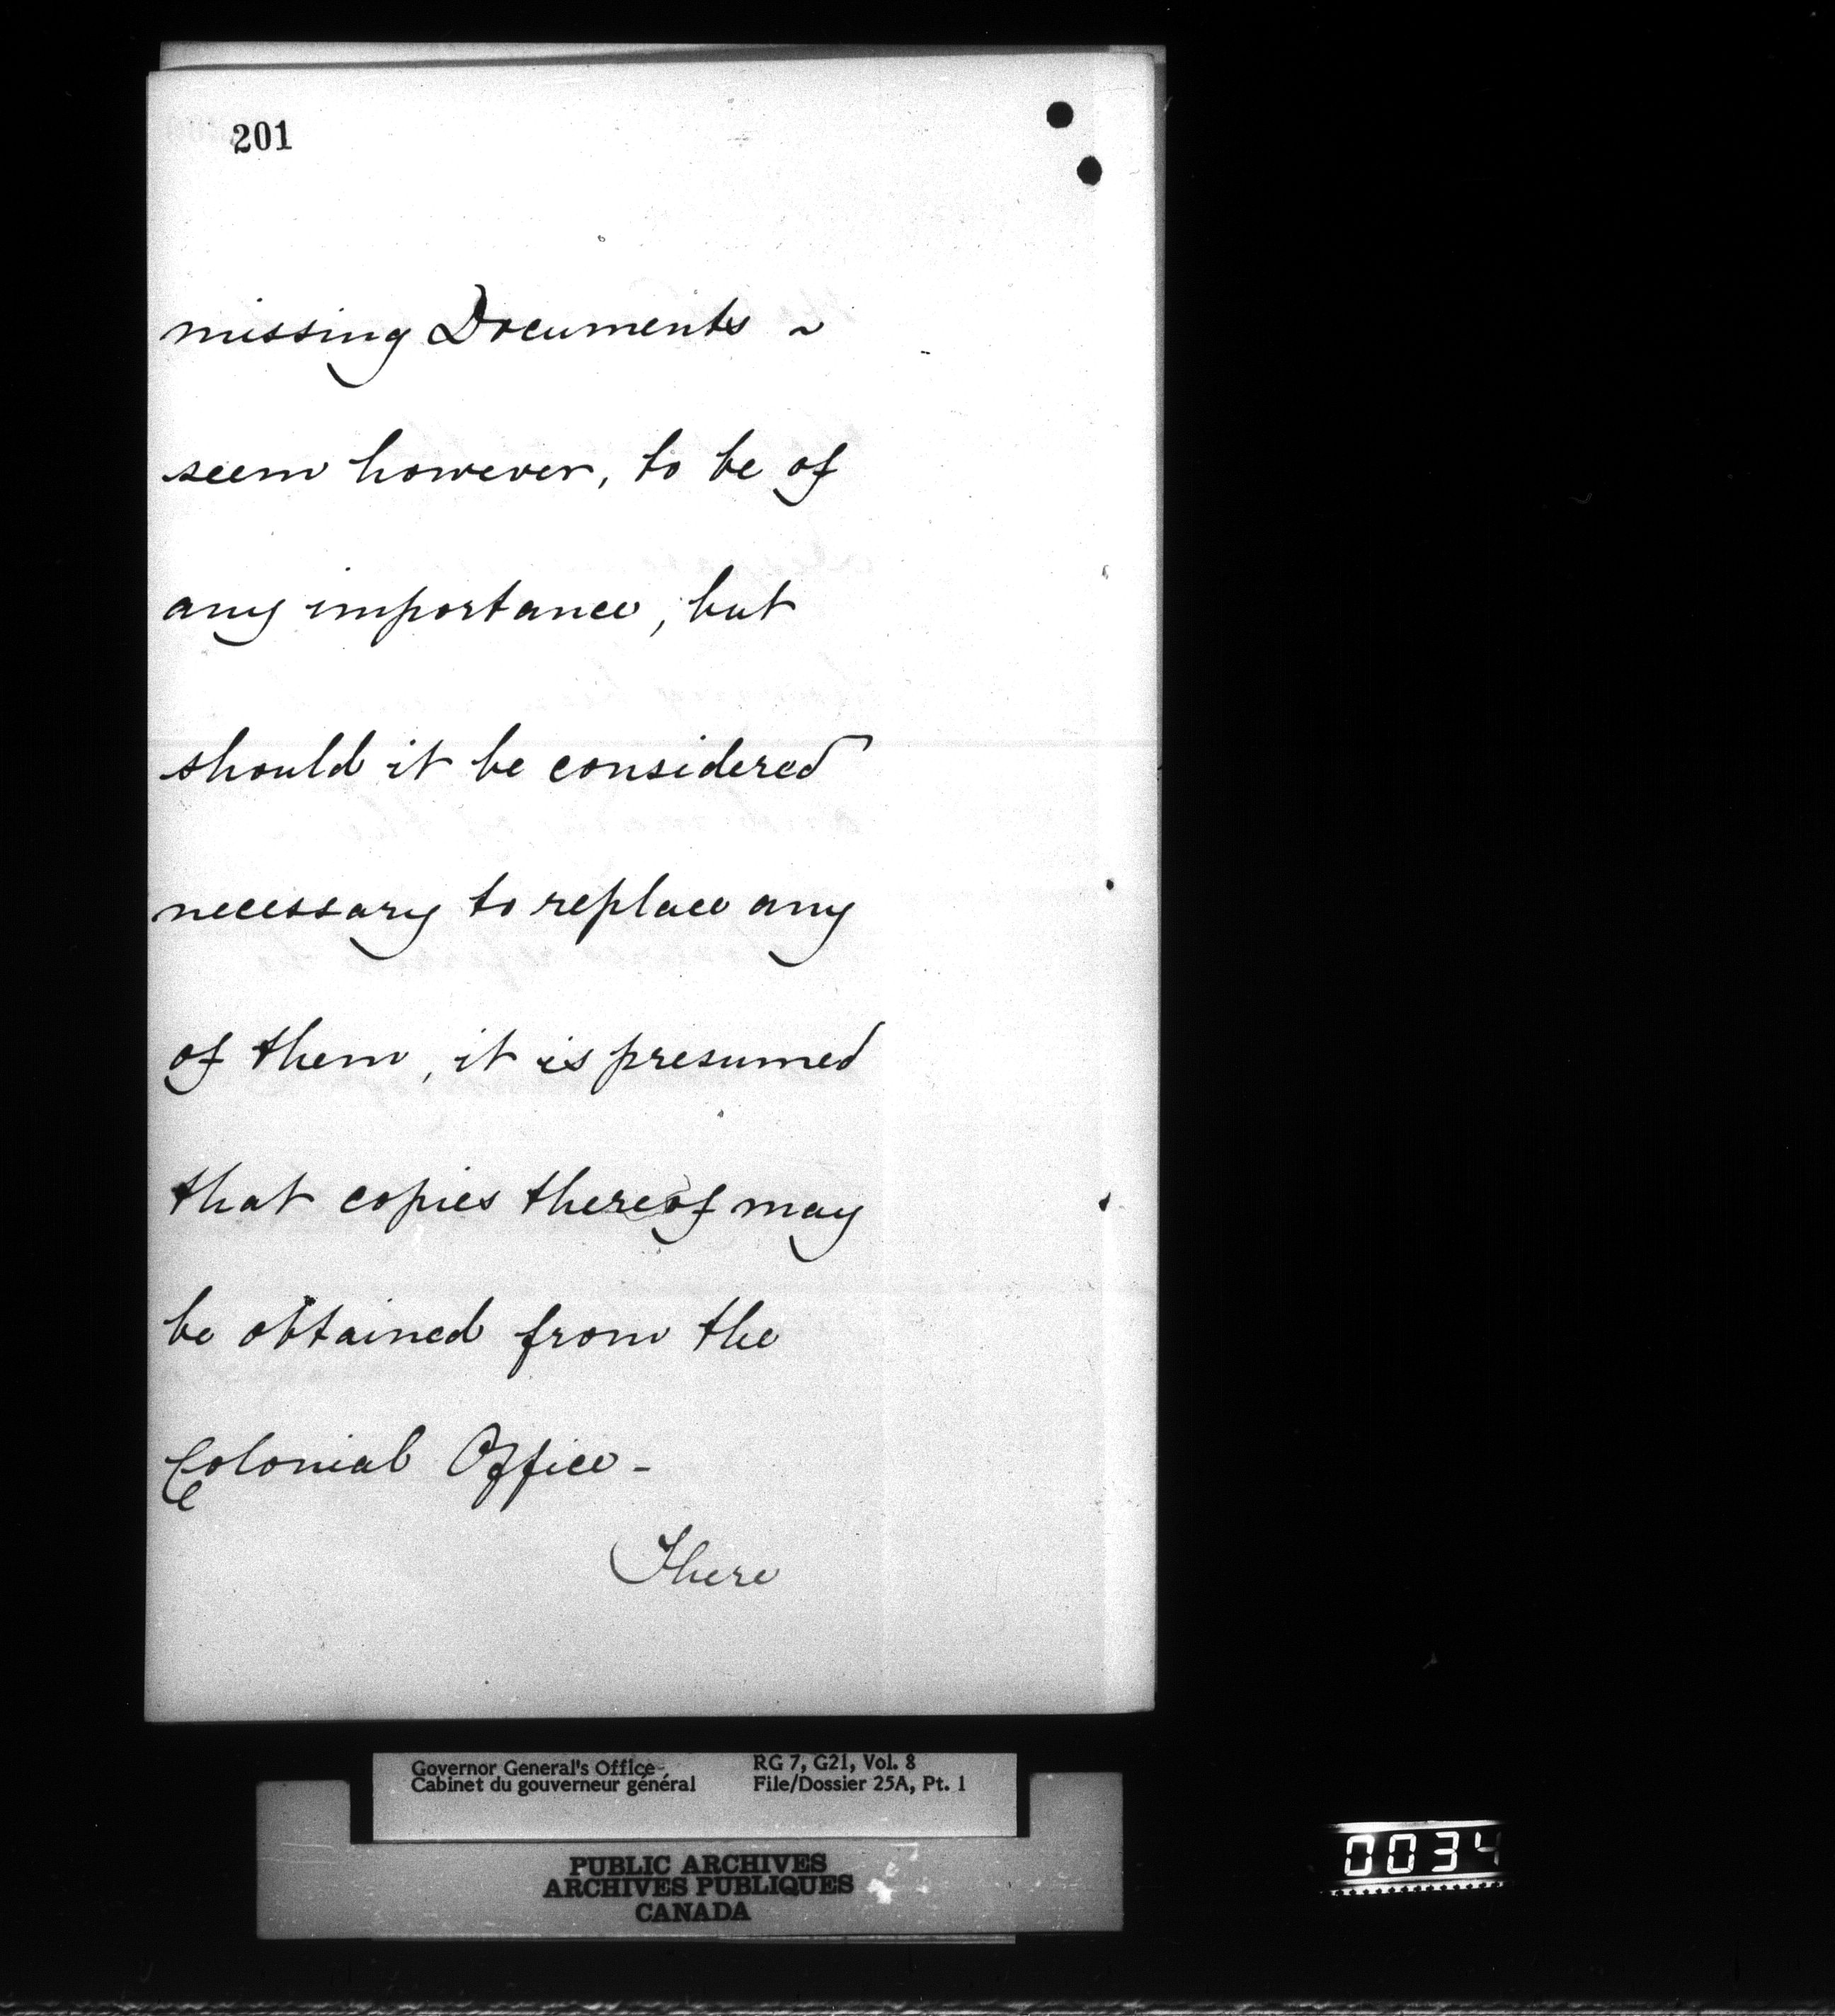 201
missing Documents ~
seem however, to be of
any importance, but
should it be considered
necessary to replace any
of them, it is presumed
that copies thereof may
be obtained from the
Colonial Office -
There
Governor General's Office
Cabinet du gouverneur général
RG 7, G21, Vol. 8
File/Dossier 25A, Pt. 1
PUBLIC ARCHIVES
ARCHIVES PUBLIQUES
CANADA
0034